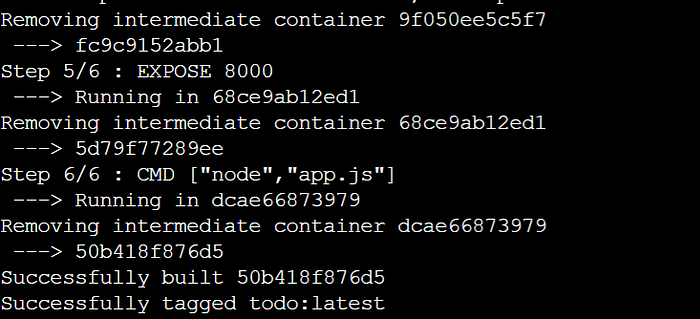 Removing intermediate container 9f050ee5c5f7
---> fc9c9152abb1
Step 5/6 : EXPOSE 8000
---> Running in 68ce9ab12ed1
Removing intermediate container 68ce9ab12ed1
---> 5d79f77289ee
Step 6/6 : CMD ["node","app.js"]
---> Running in dcae66873979
Removing intermediate container dcae66873979
---> 50b418f876d5
Successfully built 50b418f876d5
Successfully tagged todo:latest